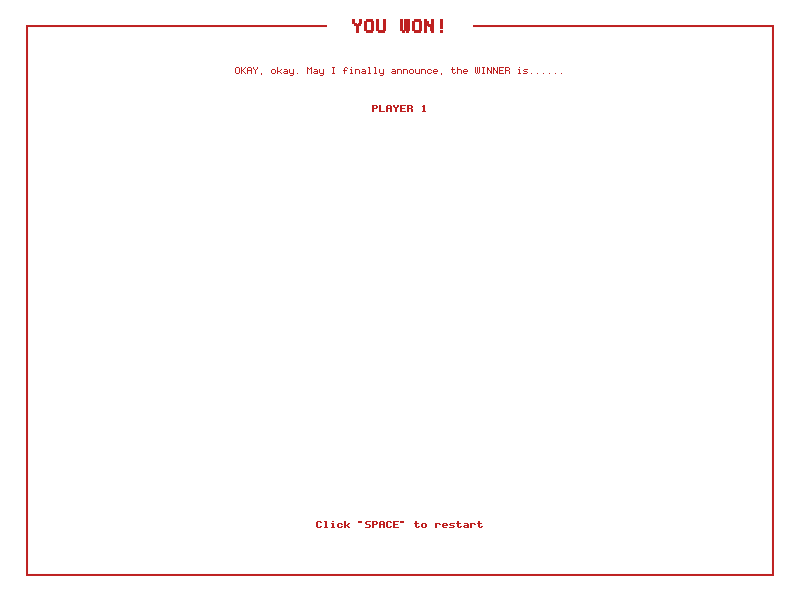 YOU WON!
OKAY, okay. May I finally announce, the WINNER is......
PLAYER 1
Click "SPACE" to restart